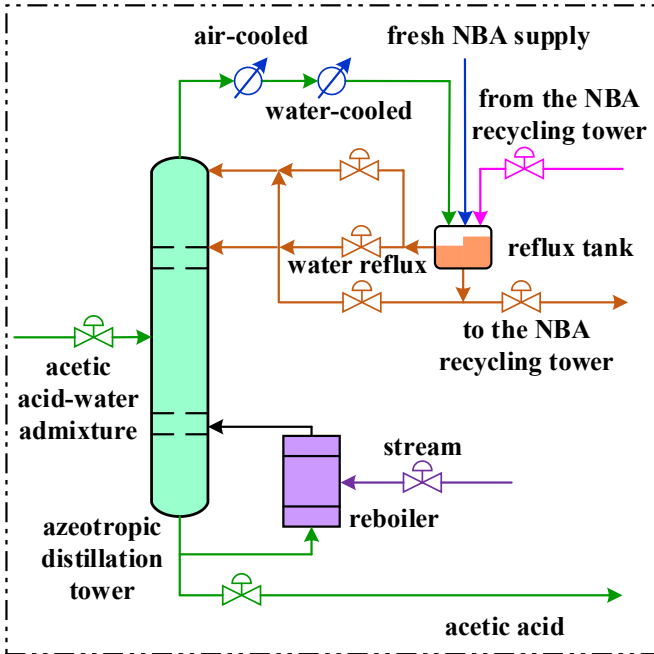 air-cooled
fresh NBA supply
water-cooled
from the NBA
recycling tower
water reflux
reflux tank
to the NBA
recycling tower
acetic
acid-water
admixture
stream
reboiler
azeotropic
distillation
tower
acetic acid